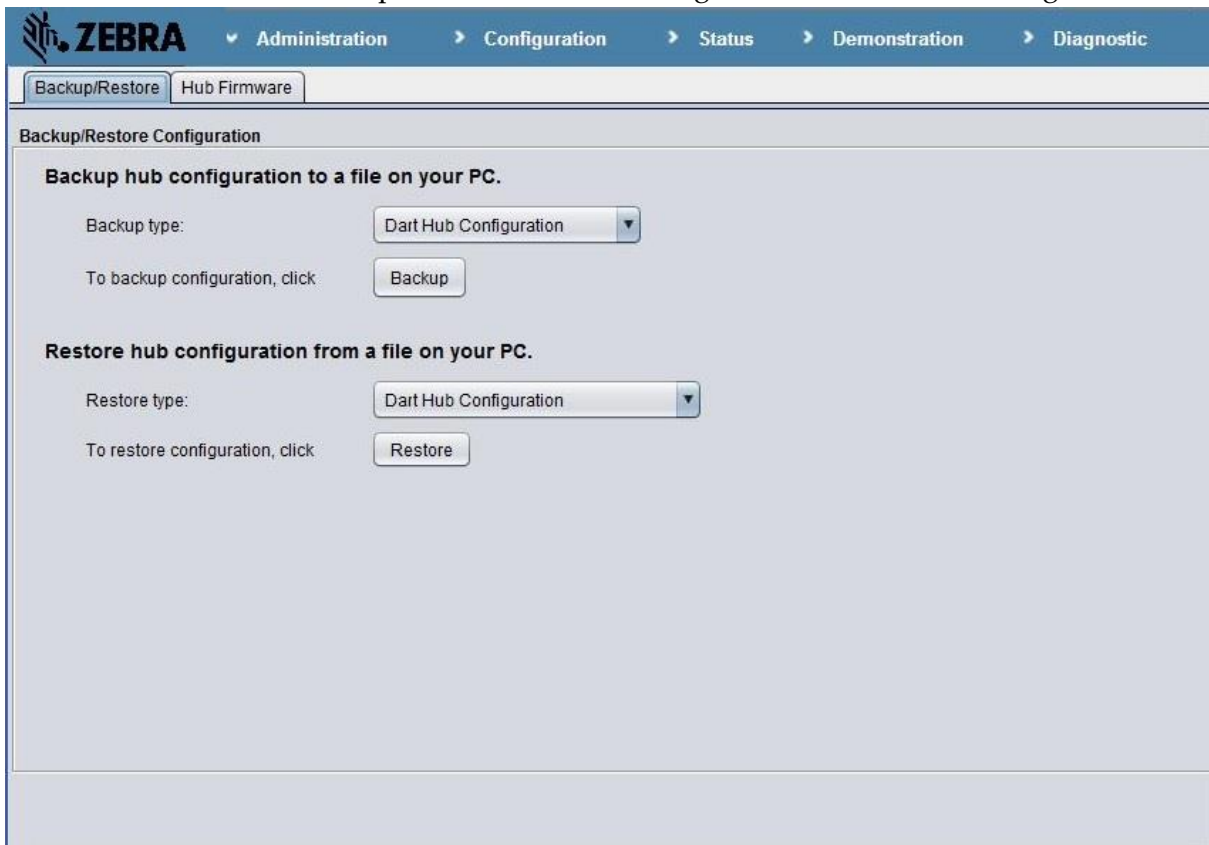 ZEBRA Administration Configuration Status Demonstration Diagnostic
Backup/Restore Hub Firmware
Backup/Restore Configuration
Backup hub configuration to a file on your PC.
Backup type: Dart Hub Configuration
To backup configuration, click Backup
Restore hub configuration from a file on your PC.
Restore type: Dart Hub Configuration
To restore configuration, click Restore